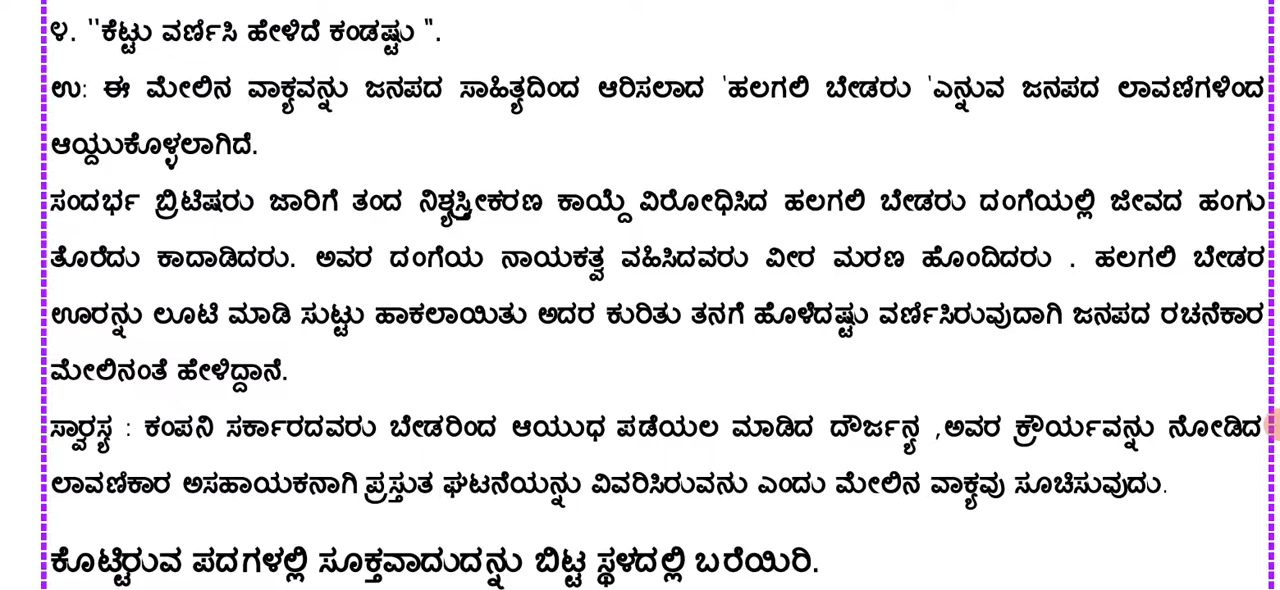 ೪. ''ಕೆಟ್ಟು ವರ್ಣಿಸಿ ಹೇಳಿದೆ ಕಂಡಷ್ಟು ".
ಉ: ಈ ಮೇಲಿನ ವಾಕ್ಯವನ್ನು ಜನಪದ ಸಾಹಿತ್ಯದಿಂದ ಆರಿಸಲಾದ 'ಹಲಗಲಿ ಬೇಡರು 'ಎನ್ನುವ ಜನಪದ ಲಾವಣಿಗಳಿಂದ
ಆಯ್ದುಕೊಳ್ಳಲಾಗಿದೆ.
ಸಂದರ್ಭ ಬ್ರಿಟಿಷರು ಜಾರಿಗೆ ತಂದ ನಿಶ್ಯಸ್ತ್ರೀಕರಣ ಕಾಯ್ದೆ ವಿರೋಧಿಸಿದ ಹಲಗಲಿ ಬೇಡರು ದಂಗೆಯಲ್ಲಿ ಜೀವದ ಹಂಗು
ತೊರೆದು ಕಾದಾಡಿದರು. ಅವರ ದಂಗೆಯ ನಾಯಕತ್ವ ವಹಿಸಿದವರು ವೀರ ಮರಣ ಹೊಂದಿದರು . ಹಲಗಲಿ ಬೇಡರ
ಊರನ್ನು ಲೂಟಿ ಮಾಡಿ ಸುಟ್ಟು ಹಾಕಲಾಯಿತು ಅದರ ಕುರಿತು ತನಗೆ ಹೊಳೆದಷ್ಟು ವರ್ಣಿಸಿರುವುದಾಗಿ ಜನಪದ ರಚನೆಕಾರ
ಮೇಲಿನಂತೆ ಹೇಳಿದ್ದಾನೆ.
ಸ್ವಾರಸ್ಯ : ಕಂಪನಿ ಸರ್ಕಾರದವರು ಬೇಡರಿಂದ ಆಯುಧ ಪಡೆಯಲ ಮಾಡಿದ ದೌರ್ಜನ್ಯ ,ಅವರ ಕ್ರೌರ್ಯವನ್ನು ನೋಡಿದ
ಲಾವಣಿಕಾರ ಅಸಹಾಯಕನಾಗಿ ಪ್ರಸ್ತುತ ಘಟನೆಯನ್ನು ವಿವರಿಸಿರುವನು ಎಂದು ಮೇಲಿನ ವಾಕ್ಯವು ಸೂಚಿಸುವುದು.
ಕೊಟ್ಟಿರುವ ಪದಗಳಲ್ಲಿ ಸೂಕ್ತವಾದುದನ್ನು ಬಿಟ್ಟ ಸ್ಥಳದಲ್ಲಿ ಬರೆಯಿರಿ.